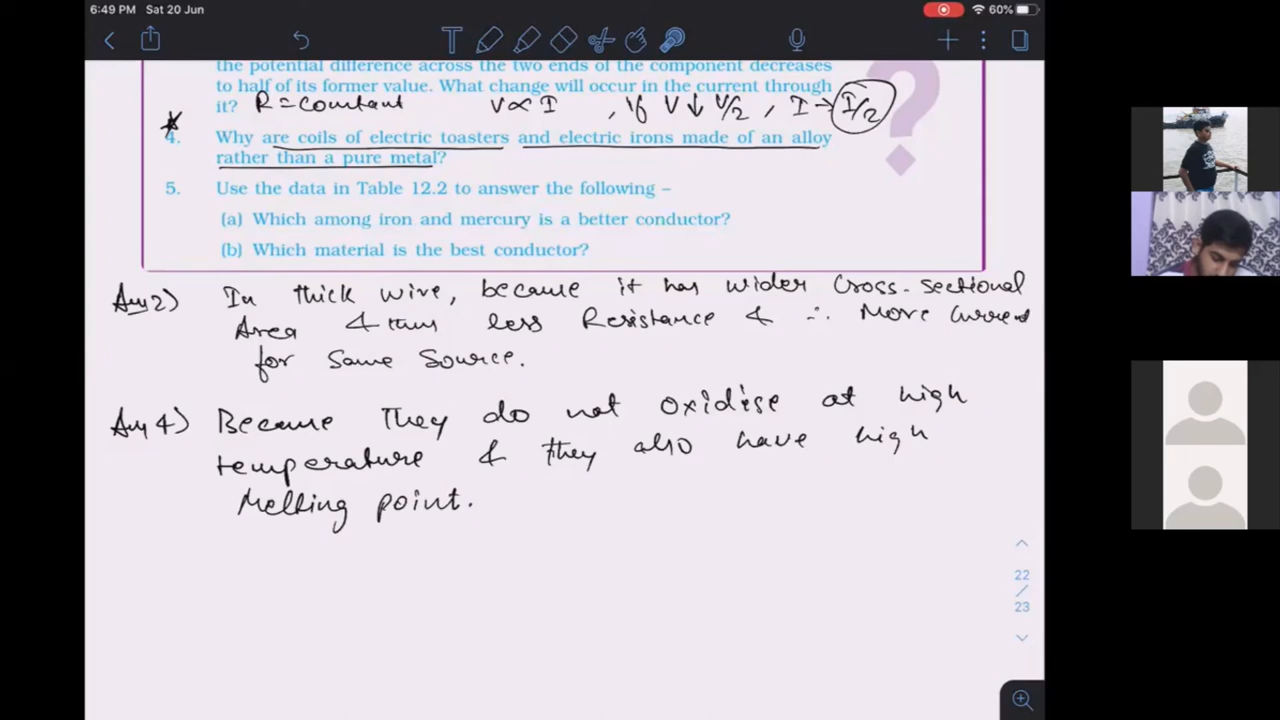 6:49 PM Sat 20 Jun
60%
the potential difference across the two ends of the component decreases
to half of its former value. What change will occur in the current through
it? R = constant V ∝ I , if V ↓ V/2 , I → I/2
4. Why are coils of electric toasters and electric irons made of an alloy
rather than a pure metal?
5. Use the data in Table 12.2 to answer the following –
(a) Which among iron and mercury is a better conductor?
(b) Which material is the best conductor?
Ans 2) In thick wire, because it has wider Cross-sectional
Area & thus less Resistance & ∴ More Current
for Same Source.
Ans 4) Because They do not oxidise at high
temperature & they also have high
Melting point.
22
/
23